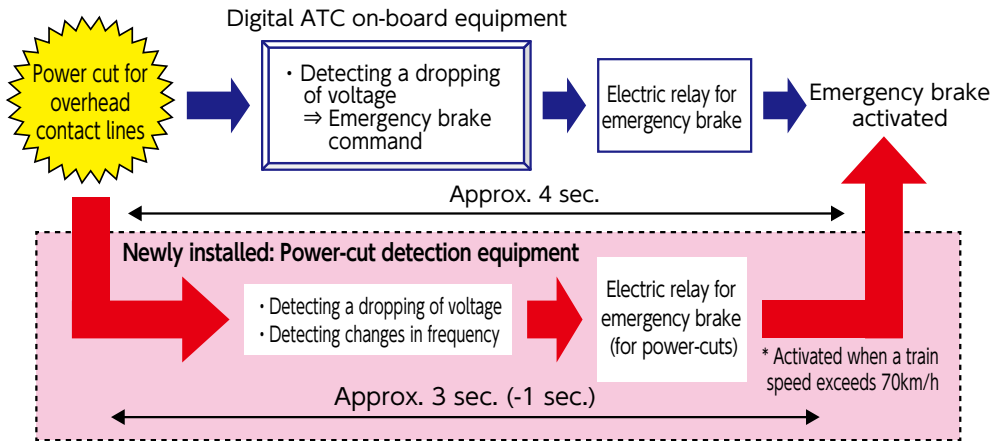 Digital ATC on-board equipment
Power cut for
overhead
contact lines
・Detecting a dropping
of voltage
⇒ Emergency brake
command
Electric relay for
emergency brake
Emergency brake
activated
Approx. 4 sec.
Newly installed: Power-cut detection equipment
・Detecting a dropping of voltage
・Detecting changes in frequency
Electric relay for
emergency brake
(for power-cuts)
* Activated when a train
speed exceeds 70km/h
Approx. 3 sec. (-1 sec.)